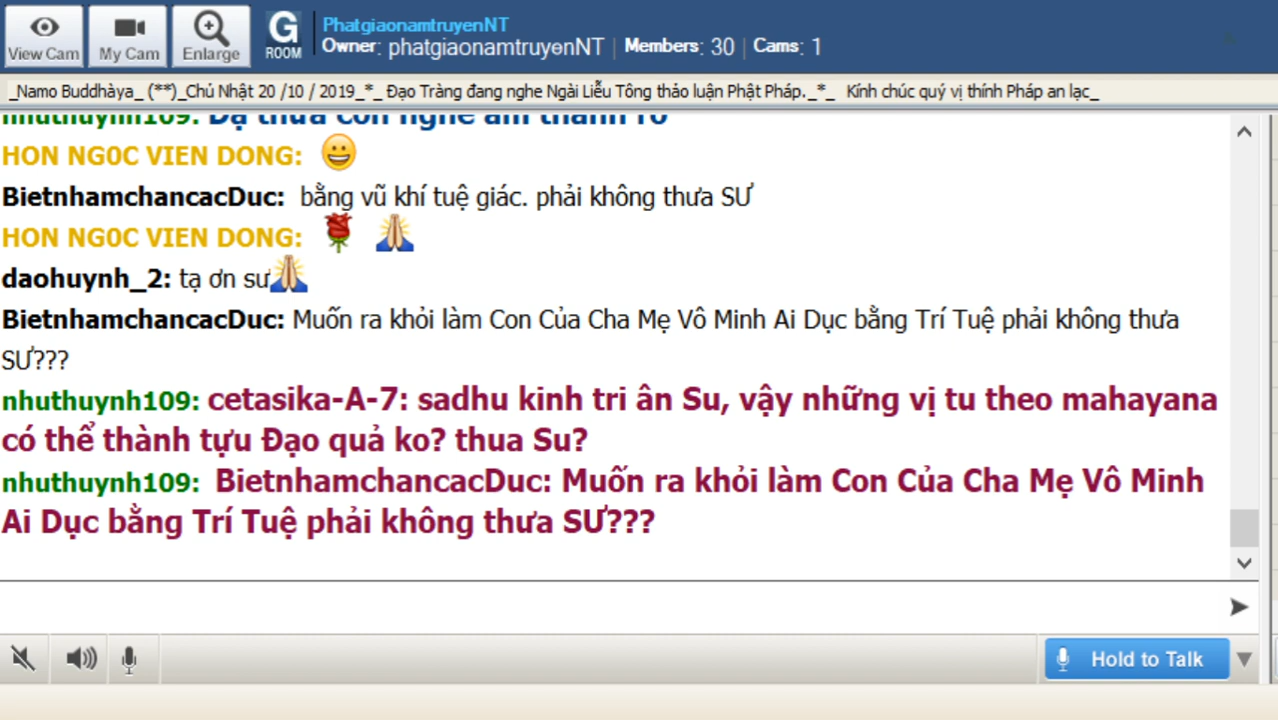 PhatgiaonamtruyenNT
View Cam
My Cam
Enlarge
G
ROOM
Owner: phatgiaonamtruyenNT | Members: 30 | Cams: 1
_Namo Buddhàya_ (**)_Chủ Nhật 20 /10 / 2019_*_ Đạo Tràng đang nghe Ngài Liễu Tông thảo luận Phật Pháp._*_ Kính chúc quý vị thính Pháp an lạc_
nhuthuynh109: Dạ thưa con nghe âm thanh rõ
HON NG0C VIEN DONG:
BietnhamchancacDuc: bằng vũ khí tuệ giác. phải không thưa SƯ
HON NG0C VIEN DONG:
daohuynh_2: tạ ơn sư
BietnhamchancacDuc: Muốn ra khỏi làm Con Của Cha Mẹ Vô Minh Ai Dục bằng Trí Tuệ phải không thưa
SƯ???
nhuthuynh109: cetasika-A-7: sadhu kinh tri ân Su, vậy những vị tu theo mahayana
có thể thành tựu Đạo quả ko? thua Su?
nhuthuynh109: BietnhamchancacDuc: Muốn ra khỏi làm Con Của Cha Mẹ Vô Minh
Ai Dục bằng Trí Tuệ phải không thưa SƯ???
Hold to Talk